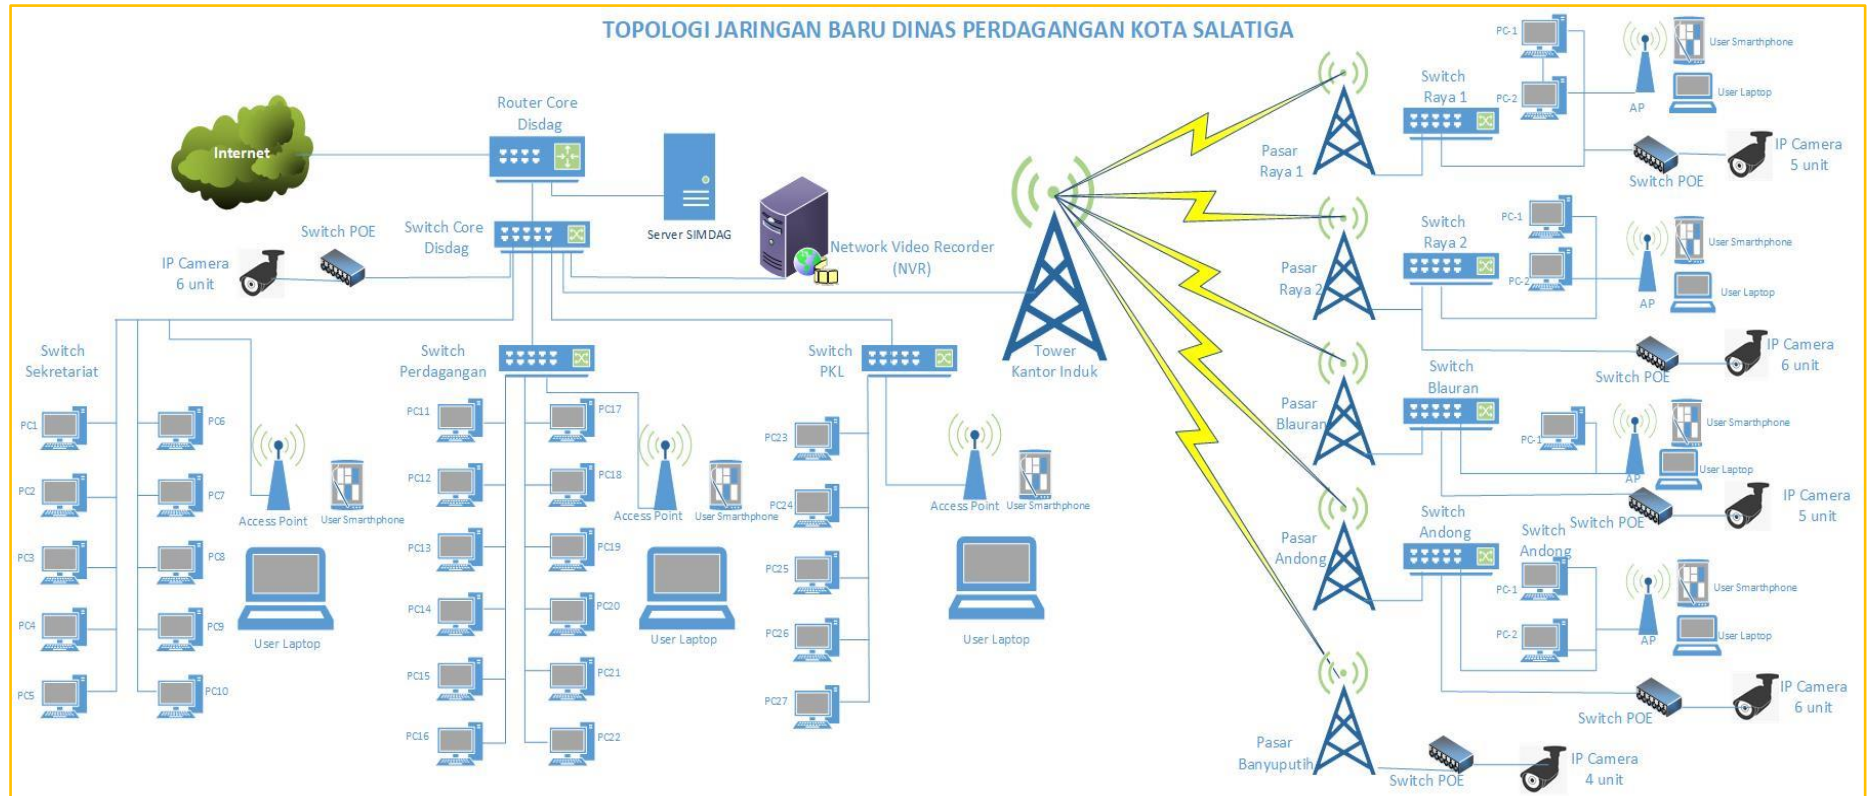 TOPOLOGI JARINGAN BARU DINAS PERDAGANGAN KOTA SALATIGA
Internet
Router Core
Disdag
Server SIMDAG
Switch Core
Disdag
Switch POE
IP Camera
6 unit
Network Video Recorder
(NVR)
Tower
Kantor Induk
Switch
Sekretariat
PC1
PC2
PC3
PC4
PC5
PC6
PC7
PC8
PC9
PC10
Access Point
User Smarthphone
User Laptop
Switch
Perdagangan
PC11
PC12
PC13
PC14
PC15
PC16
PC17
PC18
PC19
PC20
PC21
PC22
Access Point
User Smarthphone
User Laptop
Switch
PKL
PC23
PC24
PC25
PC26
PC27
Access Point
User Smarthphone
User Laptop
Pasar
Raya 1
Switch
Raya 1
PC-1
PC-2
AP
User Smarthphone
User Laptop
Switch POE
IP Camera
5 unit
Pasar
Raya 2
Switch
Raya 2
PC-1
PC-2
AP
User Smarthphone
User Laptop
Switch POE
IP Camera
6 unit
Pasar
Blauran
Switch
Blauran
PC-1
AP
User Smarthphone
User Laptop
Switch POE
IP Camera
5 unit
Pasar
Andong
Switch
Andong
Switch
Andong
PC-1
PC-2
AP
User Smarthphone
User Laptop
Switch POE
IP Camera
6 unit
Pasar
Banyuputih
Switch POE
IP Camera
4 unit